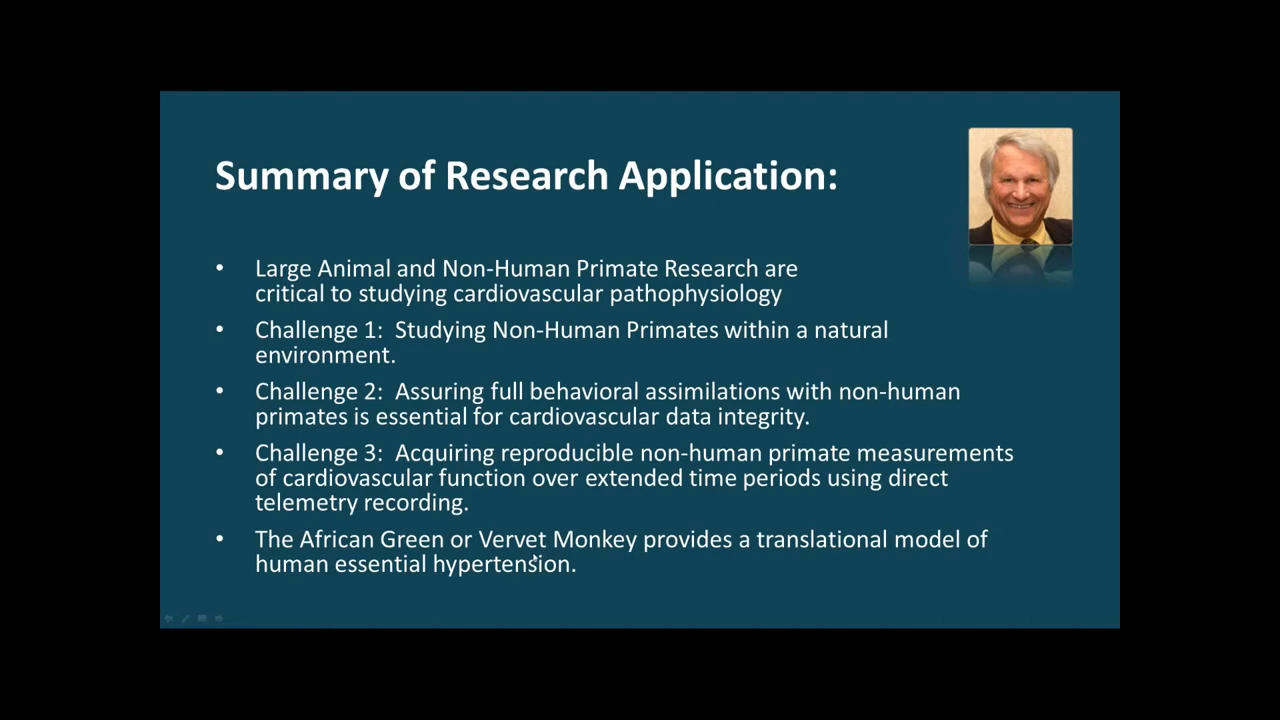 Summary of Research Application:
• Large Animal and Non-Human Primate Research are
critical to studying cardiovascular pathophysiology
• Challenge 1:  Studying Non-Human Primates within a natural
environment.
• Challenge 2:  Assuring full behavioral assimilations with non-human
primates is essential for cardiovascular data integrity.
• Challenge 3:  Acquiring reproducible non-human primate measurements
of cardiovascular function over extended time periods using direct
telemetry recording.
• The African Green or Vervet Monkey provides a translational model of
human essential hypertension.